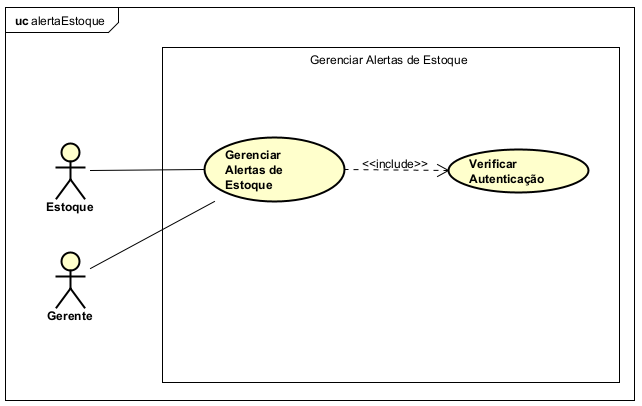 uc alertaEstoque
Gerenciar Alertas de Estoque
Gerenciar
Alertas de
Estoque
<<include>>
Verificar
Autenticação
Estoque
Gerente